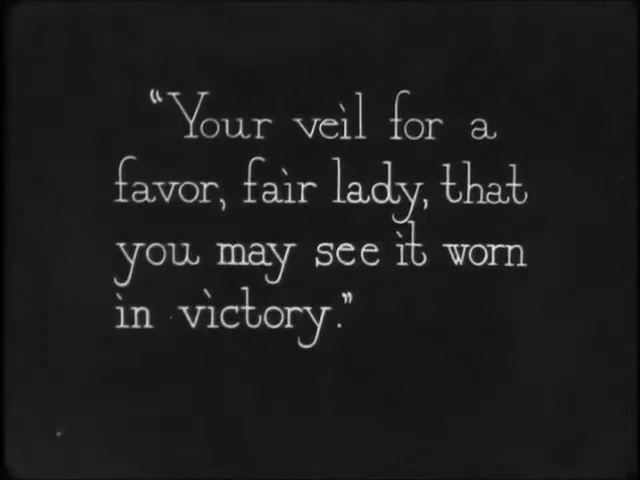 “Your veil for a
favor, fair lady, that
you may see it worn
in victory.”